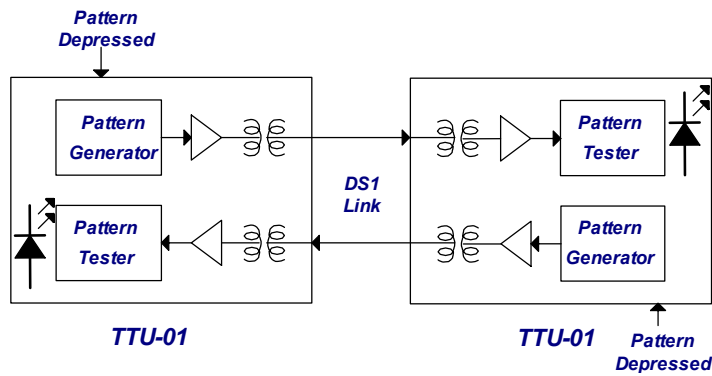 Pattern
Depressed
Pattern
Generator
Pattern
Tester
DS1
Link
Pattern
Tester
Pattern
Generator
TTU-01
TTU-01
Pattern
Depressed